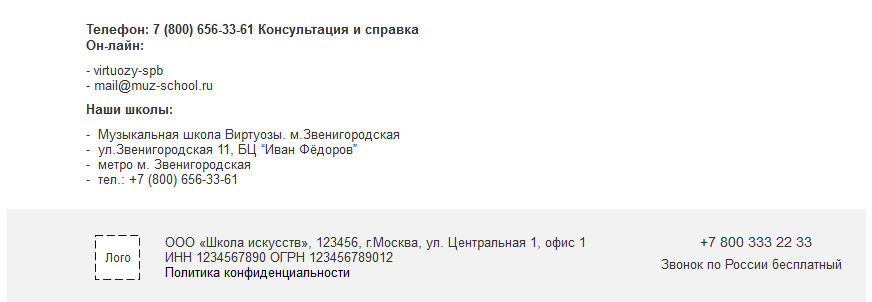 Телефон: 7 (800) 656-33-61 Консультация и справка
Он-лайн:
- virtuozy-spb
- mail@muz-school.ru
Наши школы:
- Музыкальная школа Виртуозы. м.Звенигородская
- ул.Звенигородская 11, БЦ “Иван Фёдоров”
- метро м. Звенигородская
- тел.: +7 (800) 656-33-61
Лого
ООО «Школа искусств», 123456, г.Москва, ул. Центральная 1, офис 1
ИНН 1234567890 ОГРН 123456789012
Политика конфиденциальности
+7 800 333 22 33
Звонок по России бесплатный